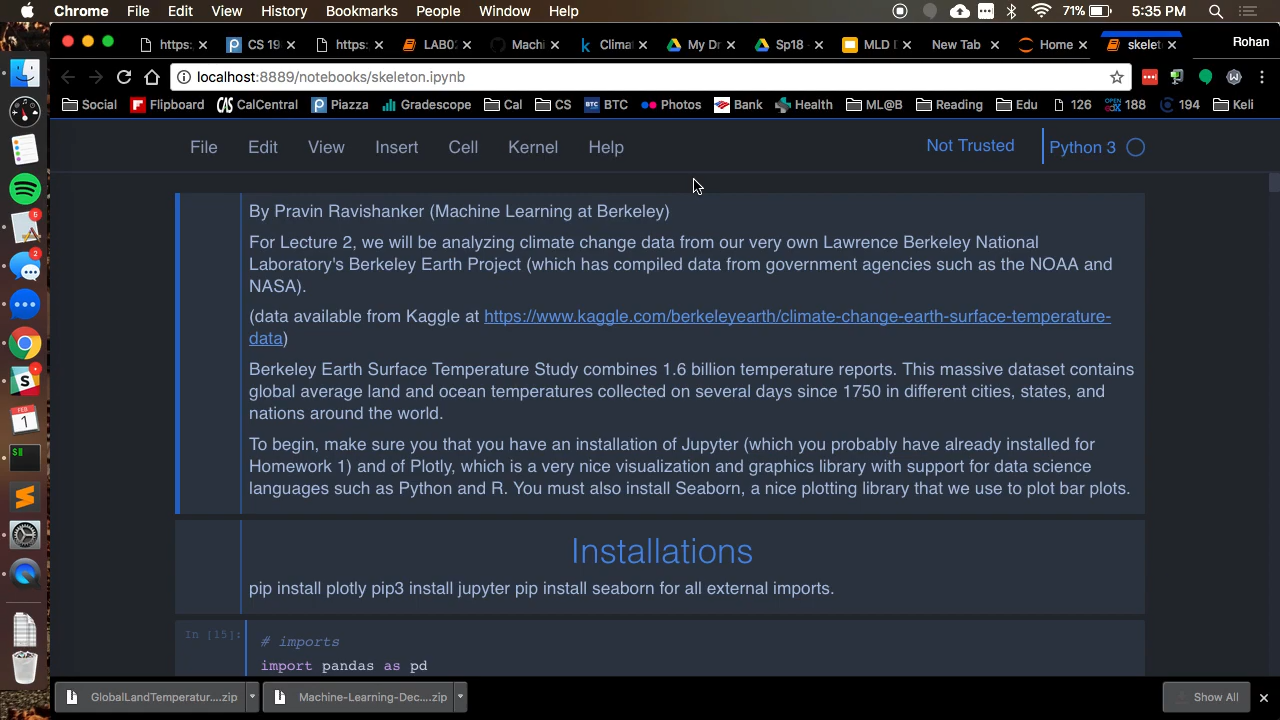 Chrome File Edit View History Bookmarks People Window Help 71% 5:35 PM
https: CS 19 https: LAB0 Machi Climat My Dr Sp18 - MLD D New Tab Home skelet Rohan
localhost:8889/notebooks/skeleton.ipynb
Social Flipboard CalCentral Piazza Gradescope Cal CS BTC Photos Bank Health ML@B Reading Edu 126 188 194 Keli
File Edit View Insert Cell Kernel Help Not Trusted Python 3
By Pravin Ravishanker (Machine Learning at Berkeley)
For Lecture 2, we will be analyzing climate change data from our very own Lawrence Berkeley National
Laboratory's Berkeley Earth Project (which has compiled data from government agencies such as the NOAA and
NASA).
(data available from Kaggle at https://www.kaggle.com/berkeleyearth/climate-change-earth-surface-temperature-
data)
Berkeley Earth Surface Temperature Study combines 1.6 billion temperature reports. This massive dataset contains
global average land and ocean temperatures collected on several days since 1750 in different cities, states, and
nations around the world.
To begin, make sure you that you have an installation of Jupyter (which you probably have already installed for
Homework 1) and of Plotly, which is a very nice visualization and graphics library with support for data science
languages such as Python and R. You must also install Seaborn, a nice plotting library that we use to plot bar plots.
Installations
pip install plotly pip3 install jupyter pip install seaborn for all external imports.
In [15]: # imports
import pandas as pd
GlobalLandTemperatur....zip Machine-Learning-Dec....zip Show All